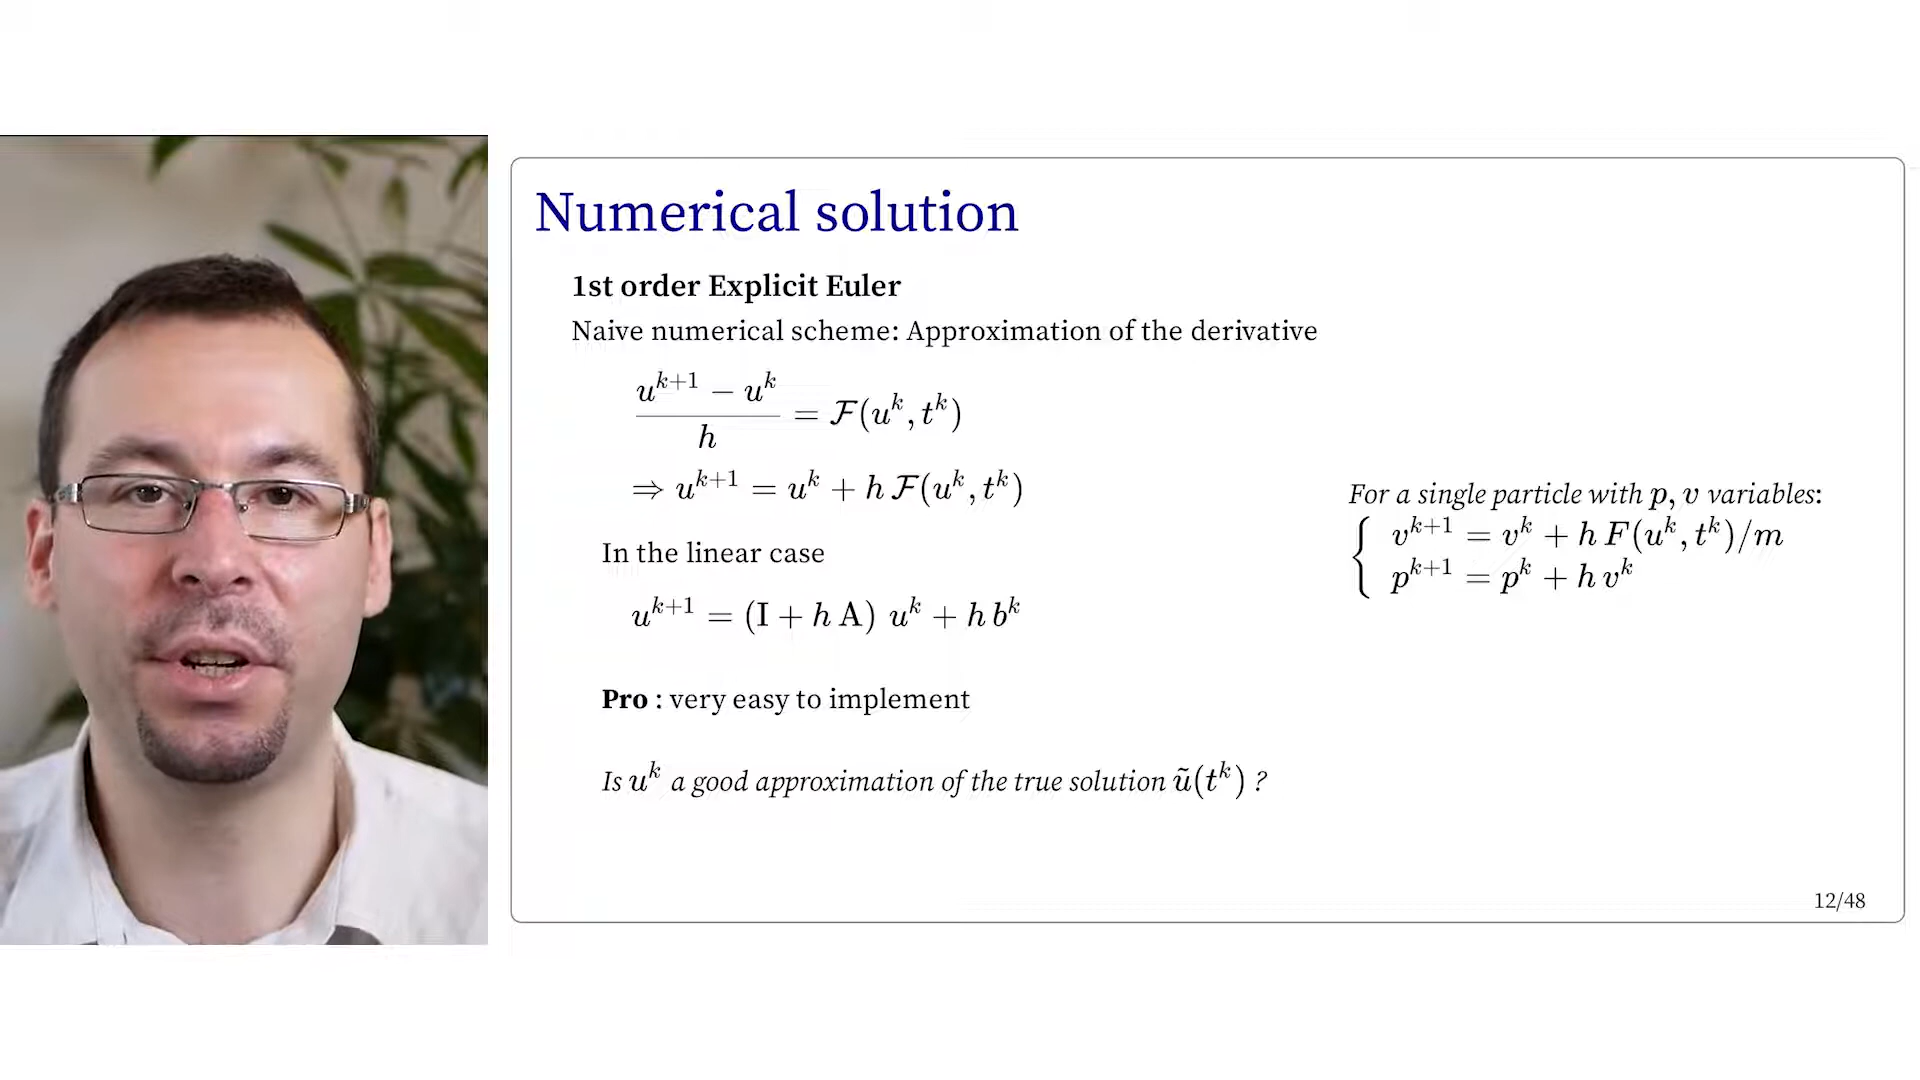 Numerical solution
1st order Explicit Euler
Naive numerical scheme: Approximation of the derivative
(u^{k+1} − u^k) / h = ℱ(u^k, t^k)
⇒ u^{k+1} = u^k + h ℱ(u^k, t^k)
In the linear case
u^{k+1} = (I + h A) u^k + h b^k
Pro : very easy to implement
Is u^k a good approximation of the true solution ũ(t^k) ?
For a single particle with p, v variables:
{ v^{k+1} = v^k + h F(u^k, t^k)/m
p^{k+1} = p^k + h v^k
12/48